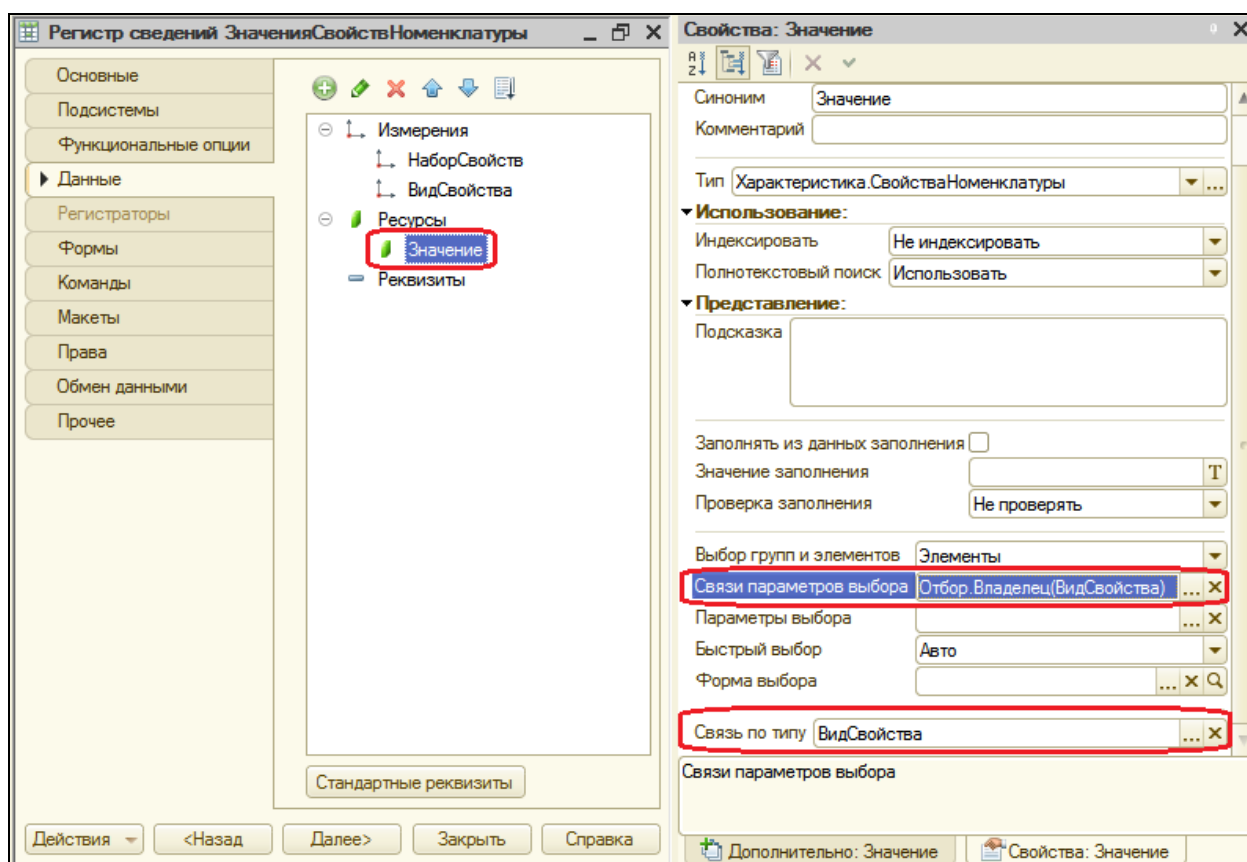 Регистр сведений ЗначенияСвойствНоменклатуры
Основные
Подсистемы
Функциональные опции
Данные
Регистраторы
Формы
Команды
Макеты
Права
Обмен данными
Прочее
Измерения
НаборСвойств
ВидСвойства
Ресурсы
Значение
Реквизиты
Стандартные реквизиты
Действия
<Назад
Далее>
Закрыть
Справка
Свойства: Значение
Синоним Значение
Комментарий
Тип Характеристика.СвойстваНоменклатуры ...
Использование:
Индексировать Не индексировать
Полнотекстовый поиск Использовать
Представление:
Подсказка
Заполнять из данных заполнения
Значение заполнения T
Проверка заполнения Не проверять
Выбор групп и элементов Элементы
Связи параметров выбора Отбор.Владелец(ВидСвойства) ...
Параметры выбора ...
Быстрый выбор Авто
Форма выбора ...
Связь по типу ВидСвойства ...
Связи параметров выбора
Дополнительно: Значение
Свойства: Значение